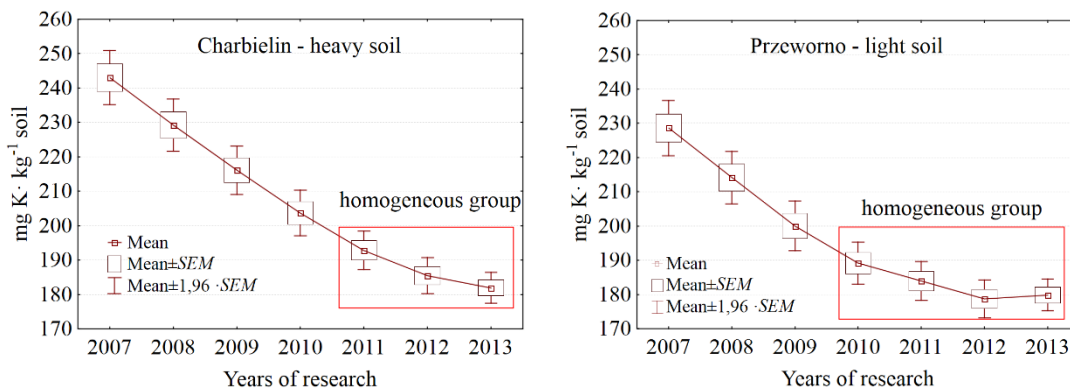 260
250
240
230
220
210
200
190
180
170
mg K· kg⁻¹ soil
Charbielin - heavy soil
homogeneous group
Mean
Mean±SEM
Mean±1,96 ·SEM
2007 2008 2009 2010 2011 2012 2013
Years of research
260
250
240
230
220
210
200
190
180
170
mg K· kg⁻¹ soil
Przeworno - light soil
homogeneous group
Mean
Mean±SEM
Mean±1,96 ·SEM
2007 2008 2009 2010 2011 2012 2013
Years of research